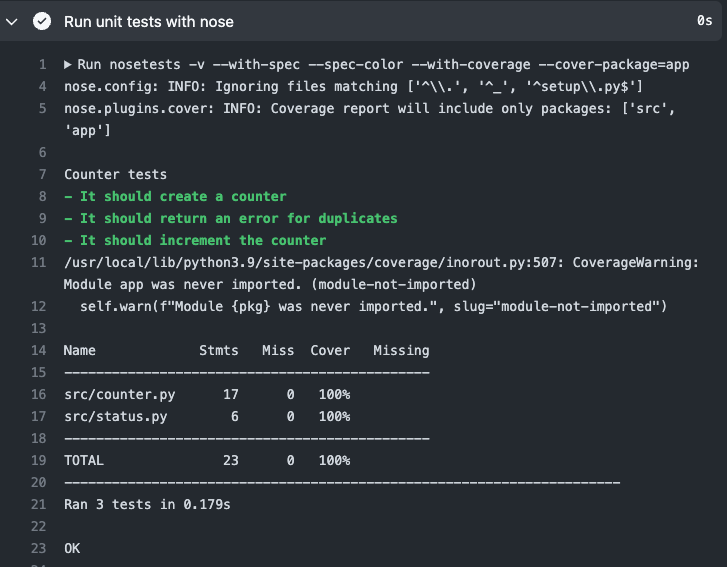 Run unit tests with nose 0s
1 ▶ Run nosetests -v --with-spec --spec-color --with-coverage --cover-package=app
4 nose.config: INFO: Ignoring files matching ['^\\.', '^_', '^setup\\.py$']
5 nose.plugins.cover: INFO: Coverage report will include only packages: ['src',
'app']
6
7 Counter tests
8 - It should create a counter
9 - It should return an error for duplicates
10 - It should increment the counter
11 /usr/local/lib/python3.9/site-packages/coverage/inorout.py:507: CoverageWarning:
Module app was never imported. (module-not-imported)
12 self.warn(f"Module {pkg} was never imported.", slug="module-not-imported")
13
14 Name Stmts Miss Cover Missing
15 ----------------------------------------------
16 src/counter.py 17 0 100%
17 src/status.py 6 0 100%
18 ----------------------------------------------
19 TOTAL 23 0 100%
20 ----------------------------------------------------------------------
21 Ran 3 tests in 0.179s
22
23 OK